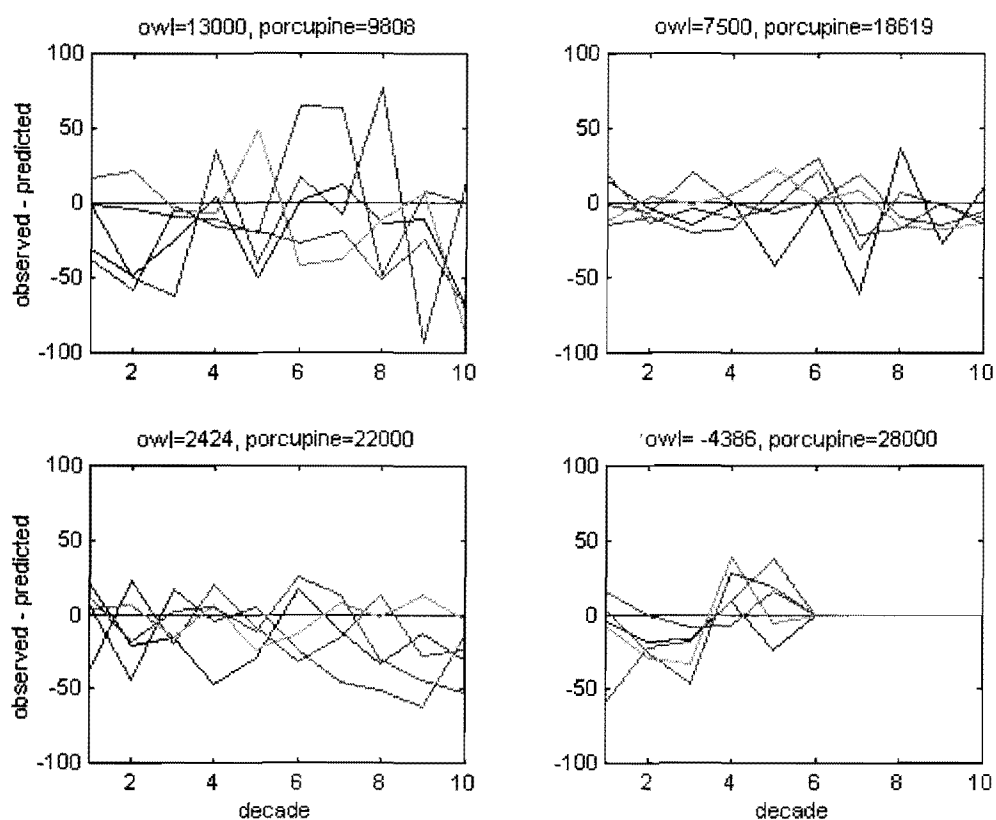 owl=13000, porcupine=9808
100
50
0
-50
-100
observed - predicted
2 4 6 8 10
owl=7500, porcupine=18619
100
50
0
-50
-100
2 4 6 8 10
owl=2424, porcupine=22000
100
50
0
-50
-100
observed - predicted
2 4 6 8 10
decade
owl= -4386, porcupine=28000
100
50
0
-50
-100
2 4 6 8 10
decade